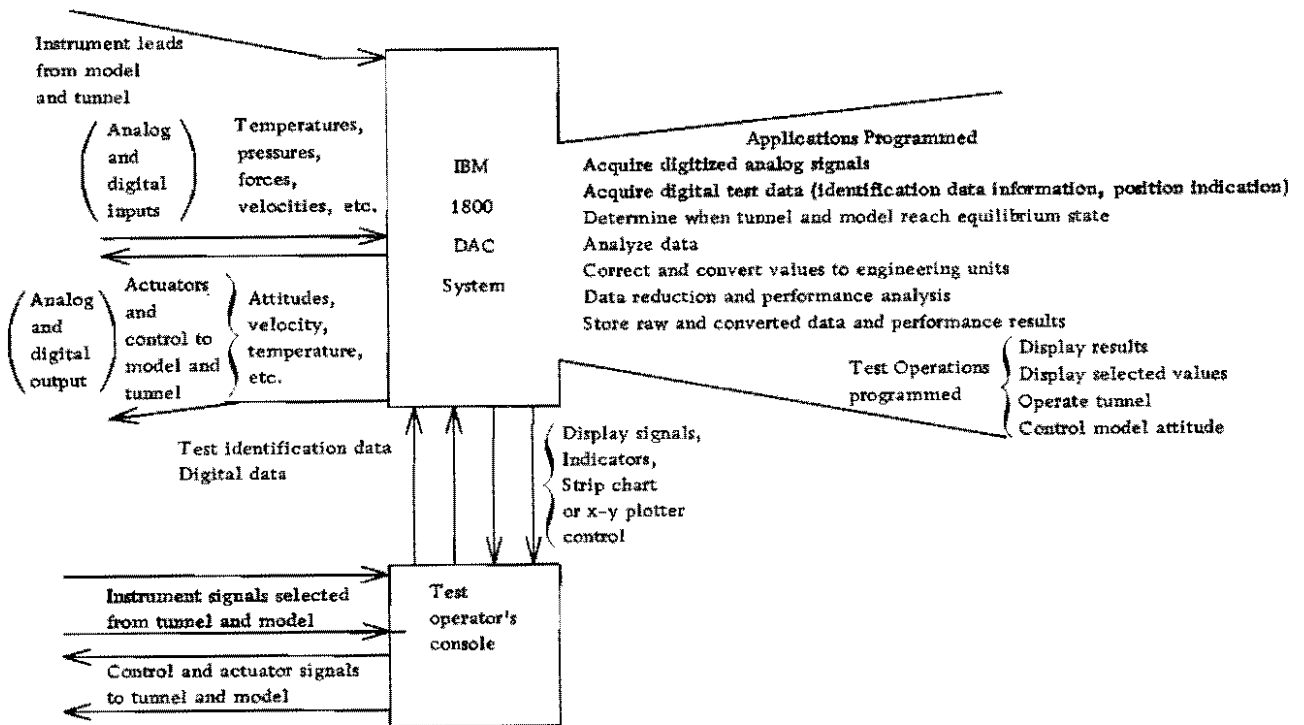 Instrument leads
from model
and tunnel
Analog
and
digital
inputs
Temperatures,
pressures,
forces,
velocities, etc.
Analog
and
digital
output
Actuators
and
control to
model and
tunnel
Attitudes,
velocity,
temperature,
etc.
IBM
1800
DAC
System
Applications Programmed
Acquire digitized analog signals
Acquire digital test data (identification data information, position indication)
Determine when tunnel and model reach equilibrium state
Analyze data
Correct and convert values to engineering units
Data reduction and performance analysis
Store raw and converted data and performance results
Test Operations
programmed
Display results
Display selected values
Operate tunnel
Control model attitude
Test identification data
Digital data
Display signals,
Indicators,
Strip chart
or x-y plotter
control
Instrument signals selected
from tunnel and model
Control and actuator signals
to tunnel and model
Test
operator's
console